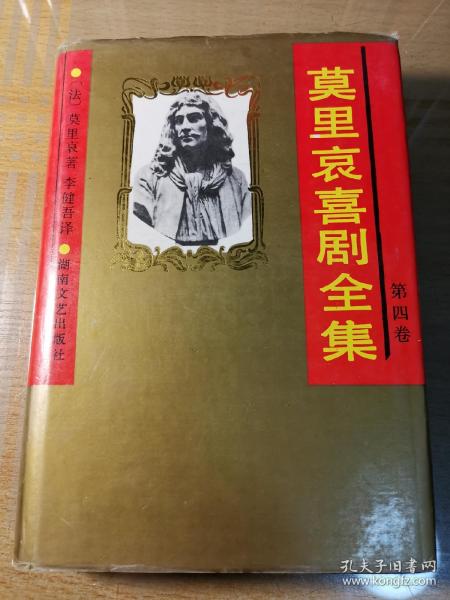 莫里哀喜剧全集
第四卷
●(法)莫里哀著 李健吾译●湖南文艺出版社
孔夫子旧书网
www.kongfz.com